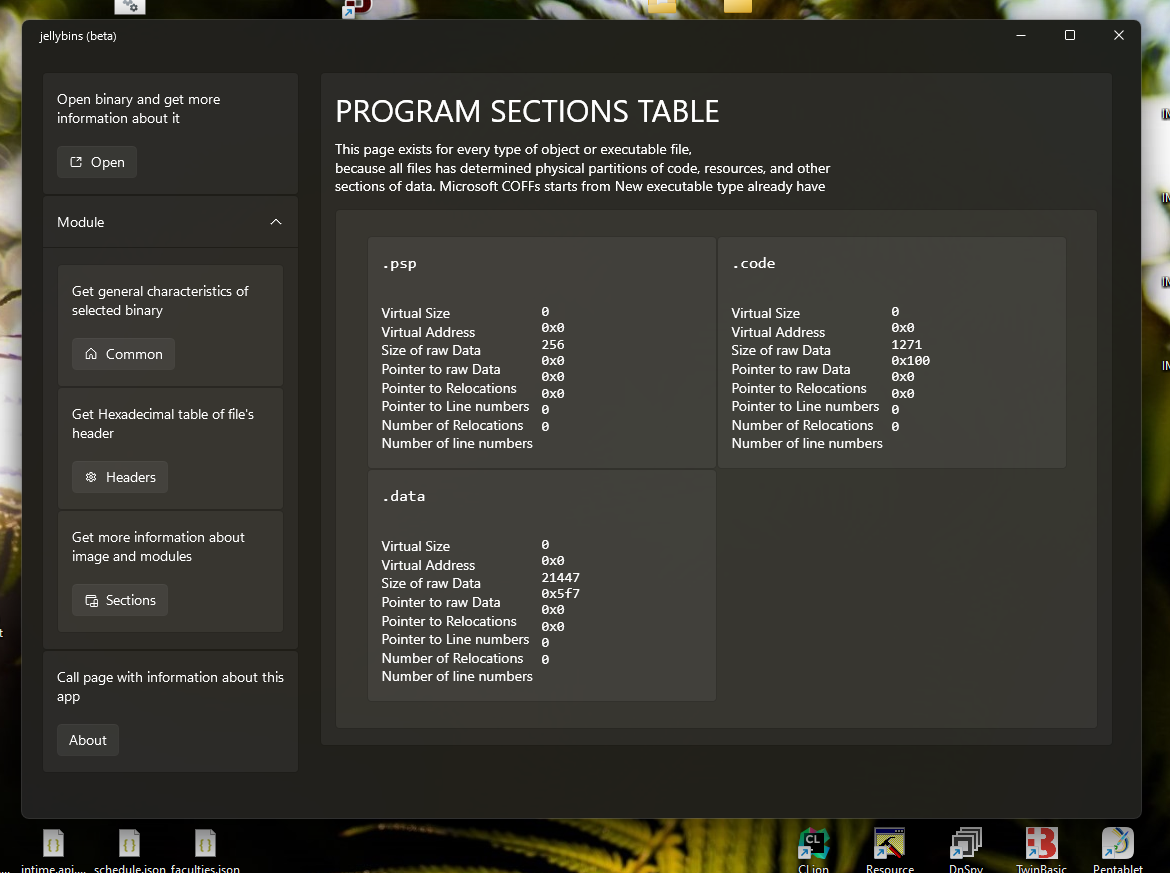 jellybins (beta)
Open binary and get more
information about it
Open
Module
Get general characteristics of
selected binary
Common
Get Hexadecimal table of file's
header
Headers
Get more information about
image and modules
Sections
Call page with information about this
app
About
PROGRAM SECTIONS TABLE
This page exists for every type of object or executable file,
because all files has determined physical partitions of code, resources, and other
sections of data. Microsoft COFFs starts from New executable type already have
.psp
Virtual Size 0
Virtual Address 0x0
Size of raw Data 256
Pointer to raw Data 0x0
Pointer to Relocations 0x0
Pointer to Line numbers 0x0
Number of Relocations 0
Number of line numbers 0
.code
Virtual Size 0
Virtual Address 0x0
Size of raw Data 1271
Pointer to raw Data 0x100
Pointer to Relocations 0x0
Pointer to Line numbers 0x0
Number of Relocations 0
Number of line numbers 0
.data
Virtual Size 0
Virtual Address 0x0
Size of raw Data 21447
Pointer to raw Data 0x5f7
Pointer to Relocations 0x0
Pointer to Line numbers 0x0
Number of Relocations 0
Number of line numbers 0
intime.api.... schedule.json faculties.json CLion Resource DnSpy TwinBasic Pentablet